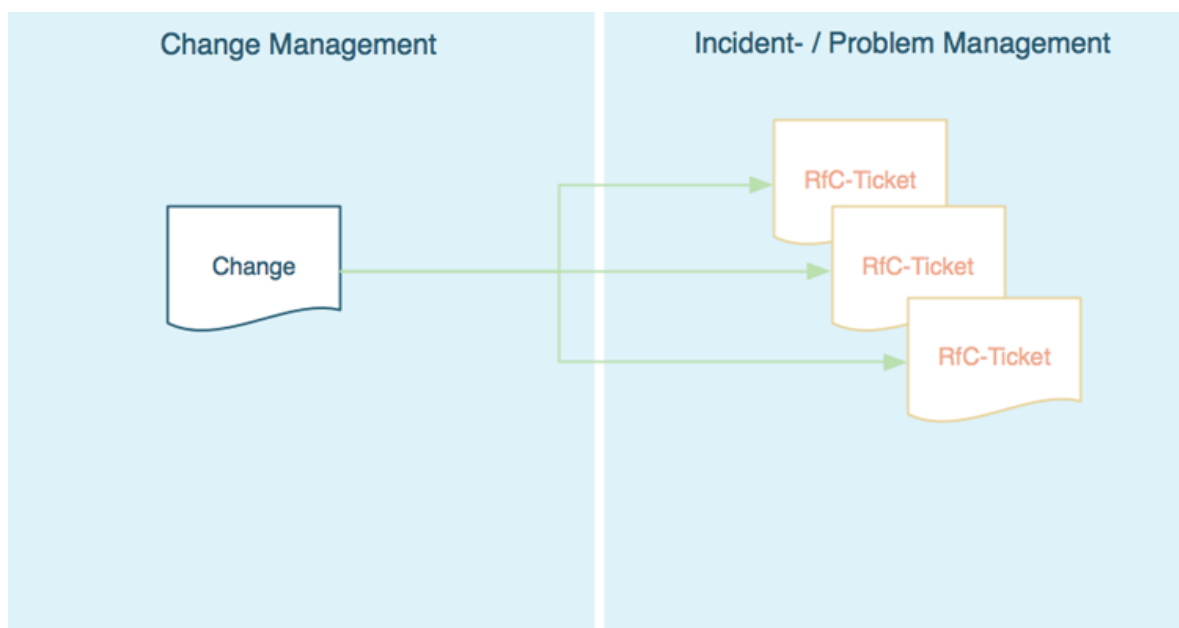 Change Management
Incident- / Problem Management
RfC-Ticket
Change
RfC-Ticket
RfC-Ticket